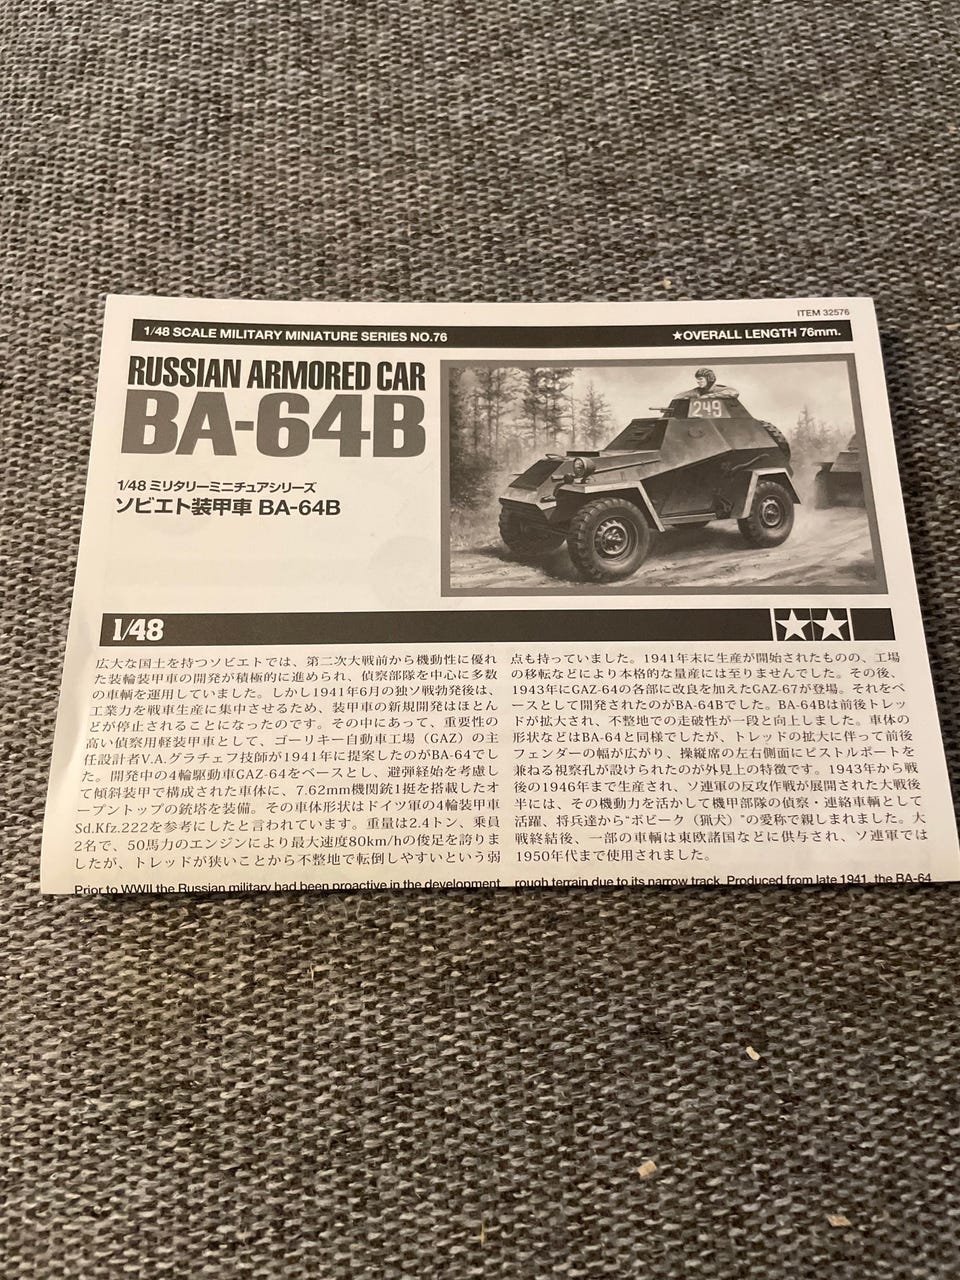 ITEM 32576
1/48 SCALE MILITARY MINIATURE SERIES NO.76
★OVERALL LENGTH 76mm.
RUSSIAN ARMORED CAR
BA-64B
1/48 ミリタリーミニチュアシリーズ
ソビエト装甲車 BA-64B
249
1/48
広大な国土を持つソビエトでは、第二次大戦前から機動性に優れ
た装輪装甲車の開発が積極的に進められ、偵察部隊を中心に多数
の車輌を運用していました。しかし1941年6月の独ソ戦勃発後は、
工業力を戦車生産に集中させるため、装甲車の新規開発はほとん
どが停止されることになったのです。その中にあって、重要性の
高い偵察用軽装甲車として、ゴーリキー自動車工場（GAZ）の主
任設計者V.A.グラチェフ技師が1941年に提案したのがBA-64でし
た。開発中の4輪駆動車GAZ-64をベースとし、避弾経始を考慮し
て傾斜装甲で構成された車体に、7.62mm機関銃1挺を搭載したオ
ープントップの銃塔を装備。その車体形状はドイツ軍の4輪装甲車
Sd.Kfz.222を参考にしたと言われています。重量は2.4トン、乗員
2名で、50馬力のエンジンにより最大速度80km/hの俊足を誇りま
したが、トレッドが狭いことから不整地で転倒しやすいという弱
点も持っていました。1941年末に生産が開始されたものの、工場
の移転などにより本格的な量産には至りませんでした。その後、
1943年にGAZ-64の各部に改良を加えたGAZ-67が登場。それをベ
ースとして開発されたのがBA-64Bでした。BA-64Bは前後トレッ
ドが拡大され、不整地での走破性が一段と向上しました。車体の
形状などはBA-64と同様でしたが、トレッドの拡大に伴って前後
フェンダーの幅が広がり、操縦席の左右側面にピストルポートを
兼ねる視察孔が設けられたのが外見上の特徴です。1943年から戦
後の1946年まで生産され、ソ連軍の反攻作戦が展開された大戦後
半には、その機動力を活かして機甲部隊の偵察・連絡車輌として
活躍、将兵達から“ボビーク（猟犬）”の愛称で親しまれました。大
戦終結後、一部の車輌は東欧諸国などに供与され、ソ連軍では
1950年代まで使用されました。
Prior to WWII the Russian military had been proactive in the development
rough terrain due to its narrow track. Produced from late 1941, the BA-64